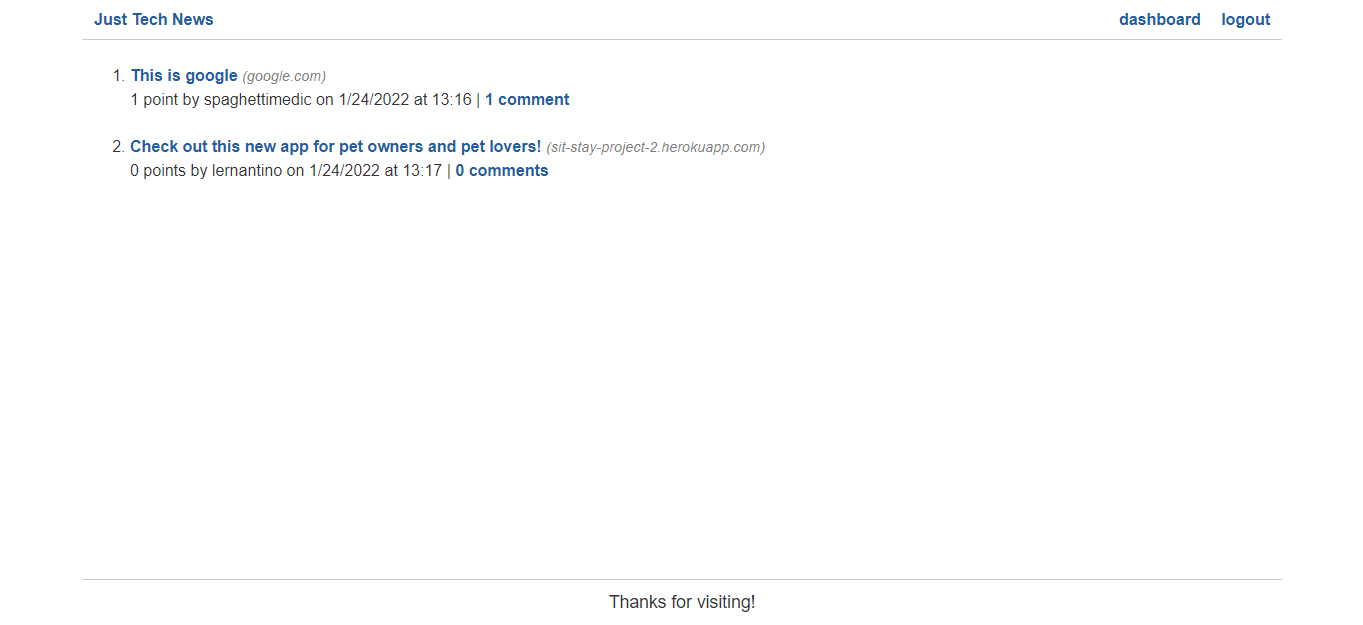 Just Tech News dashboard logout
1. This is google (google.com)
1 point by spaghettimedic on 1/24/2022 at 13:16 | 1 comment
2. Check out this new app for pet owners and pet lovers! (sit-stay-project-2.herokuapp.com)
0 points by lernantino on 1/24/2022 at 13:17 | 0 comments
Thanks for visiting!